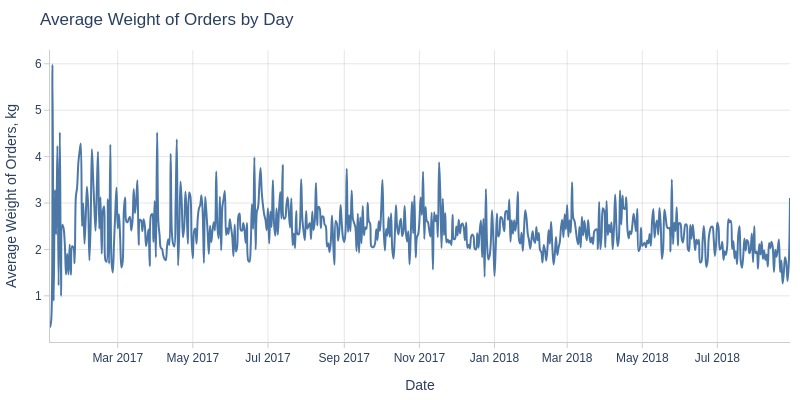 Average Weight of Orders by Day
Average Weight of Orders, kg
6
5
4
3
2
1
Mar 2017
May 2017
Jul 2017
Sep 2017
Nov 2017
Jan 2018
Mar 2018
May 2018
Jul 2018
Date